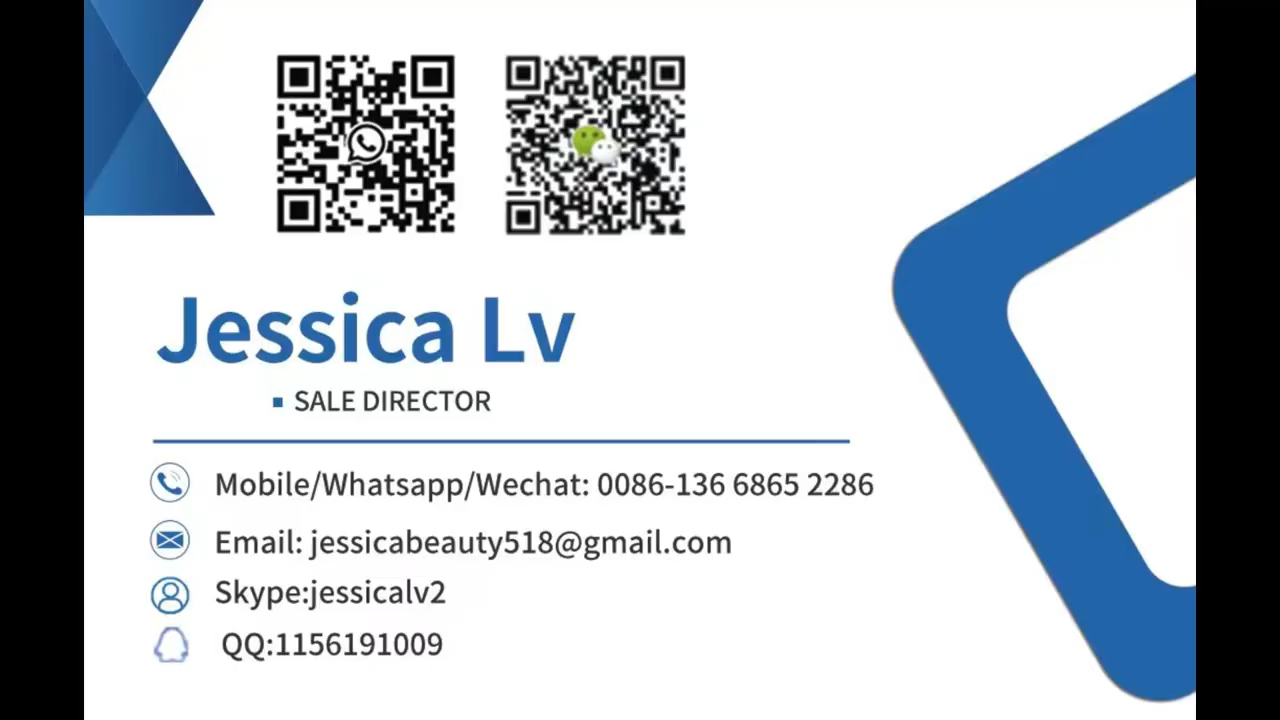 Jessica Lv
SALE DIRECTOR
Mobile/Whatsapp/Wechat: 0086-136 6865 2286
Email: jessicabeauty518@gmail.com
Skype:jessicalv2
QQ:1156191009